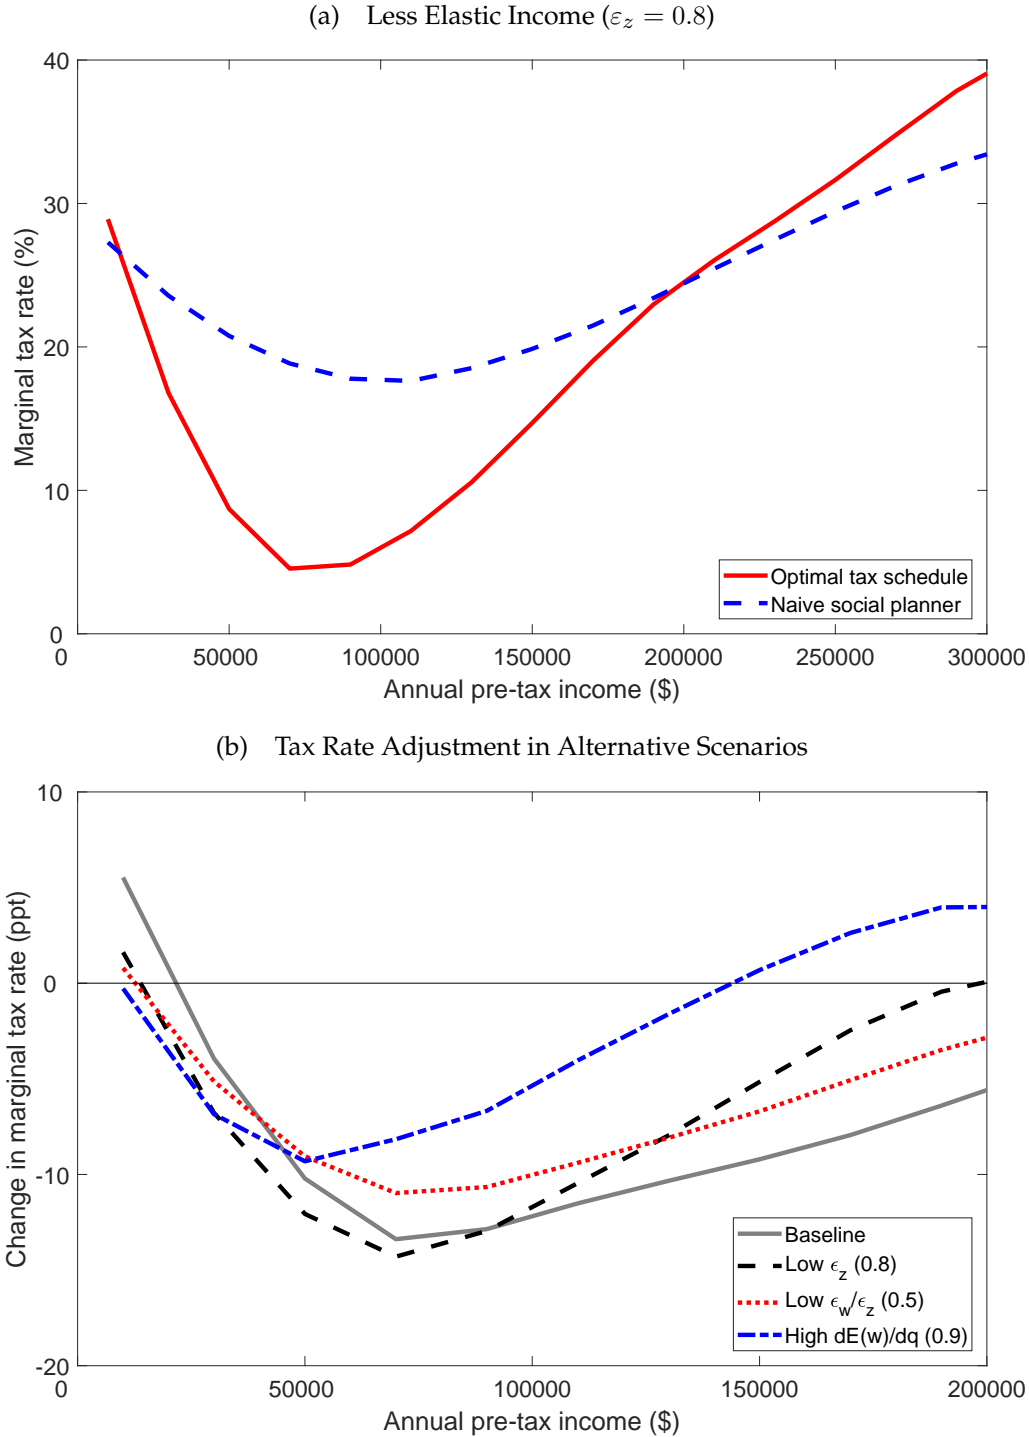 (a) Less Elastic Income (εz = 0.8)
40
30
20
10
0
Marginal tax rate (%)
Optimal tax schedule
Naive social planner
0 50000 100000 150000 200000 250000 300000
Annual pre-tax income ($)
(b) Tax Rate Adjustment in Alternative Scenarios
10
0
-10
-20
Change in marginal tax rate (ppt)
Baseline
Low ϵz (0.8)
Low ϵw/ϵz (0.5)
High dE(w)/dq (0.9)
0 50000 100000 150000 200000
Annual pre-tax income ($)